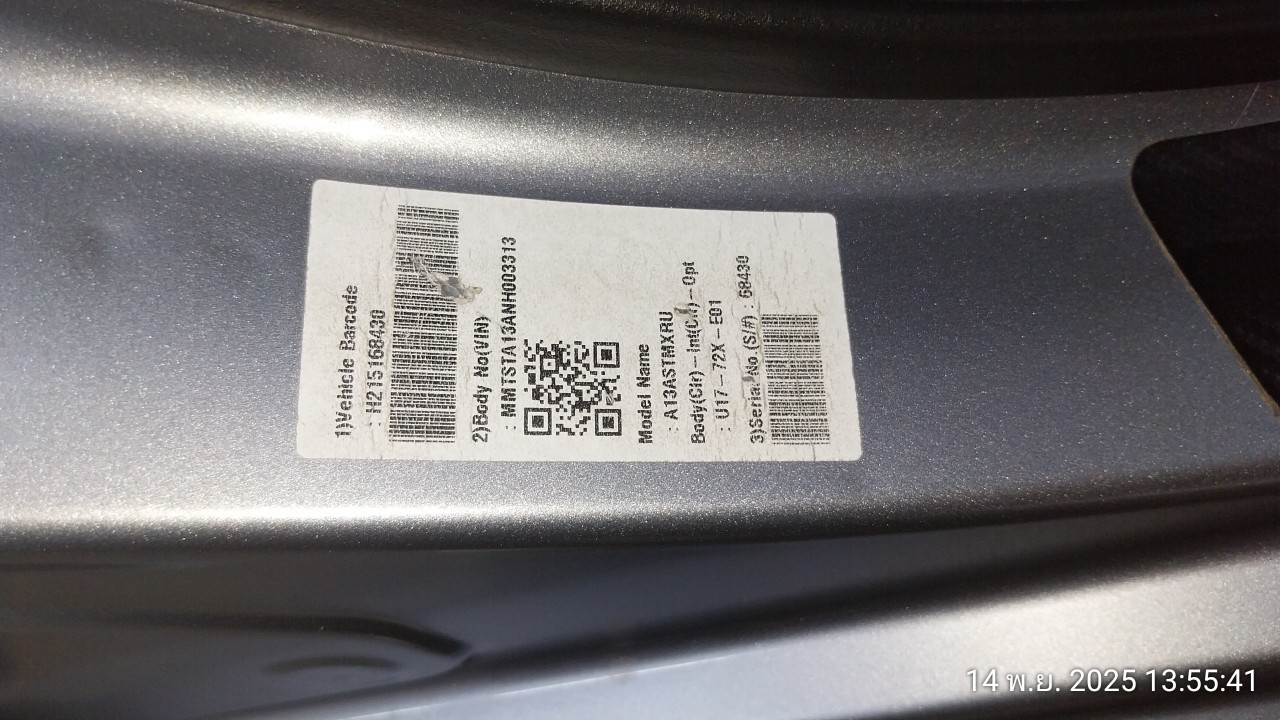 1)Vehicle Barcode
: N215168430
2)Body No(VIN)
: MMTSTA13ANH003313
Model Name
: A13ASTMXRU
Body(Clr)-Int(Clr)-Opt
: U17-72X-E01
3)Serial No.(S/#) : 68430
14 พ.ย. 2025 13:55:41